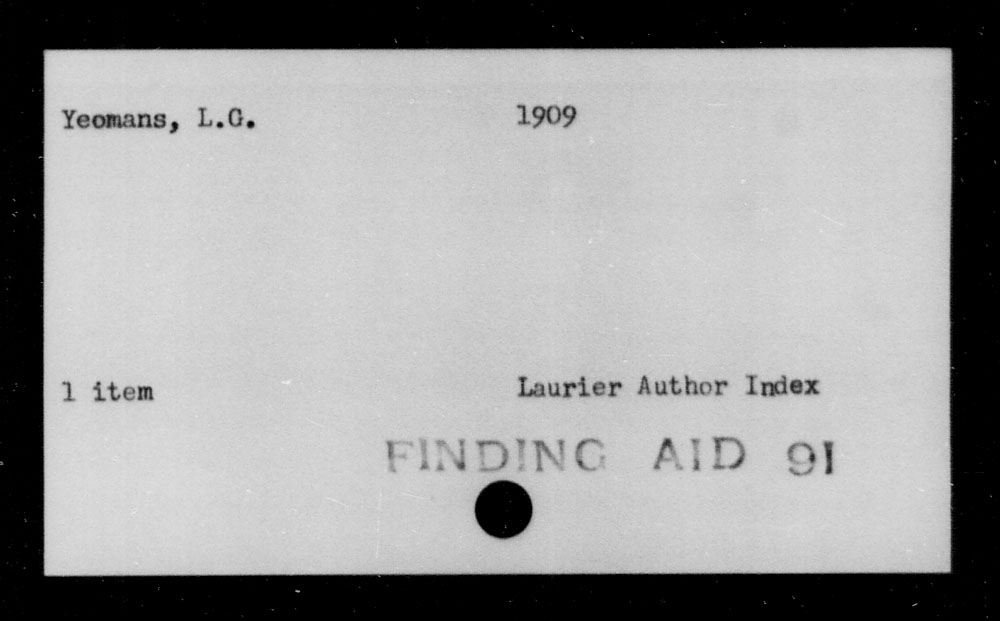 Yeomans, L.G. 1909
1 item Laurier Author Index
FINDING AID 91